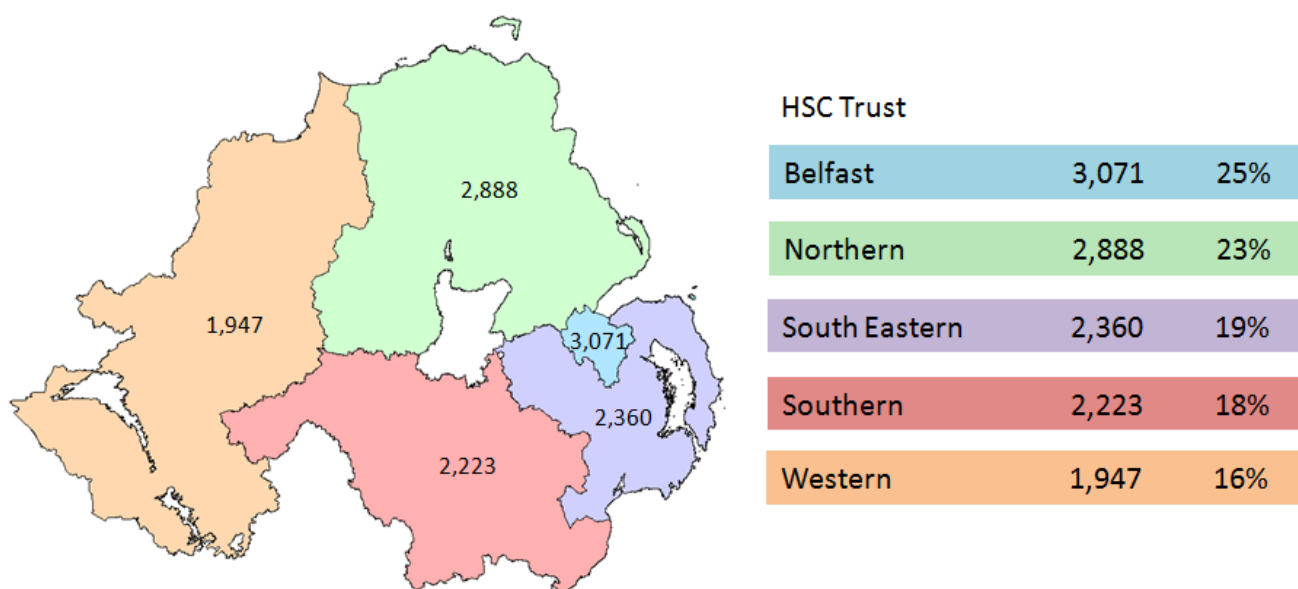 HSC Trust
Belfast 3,071 25%
Northern 2,888 23%
South Eastern 2,360 19%
Southern 2,223 18%
Western 1,947 16%
2,888
1,947
3,071
2,360
2,223